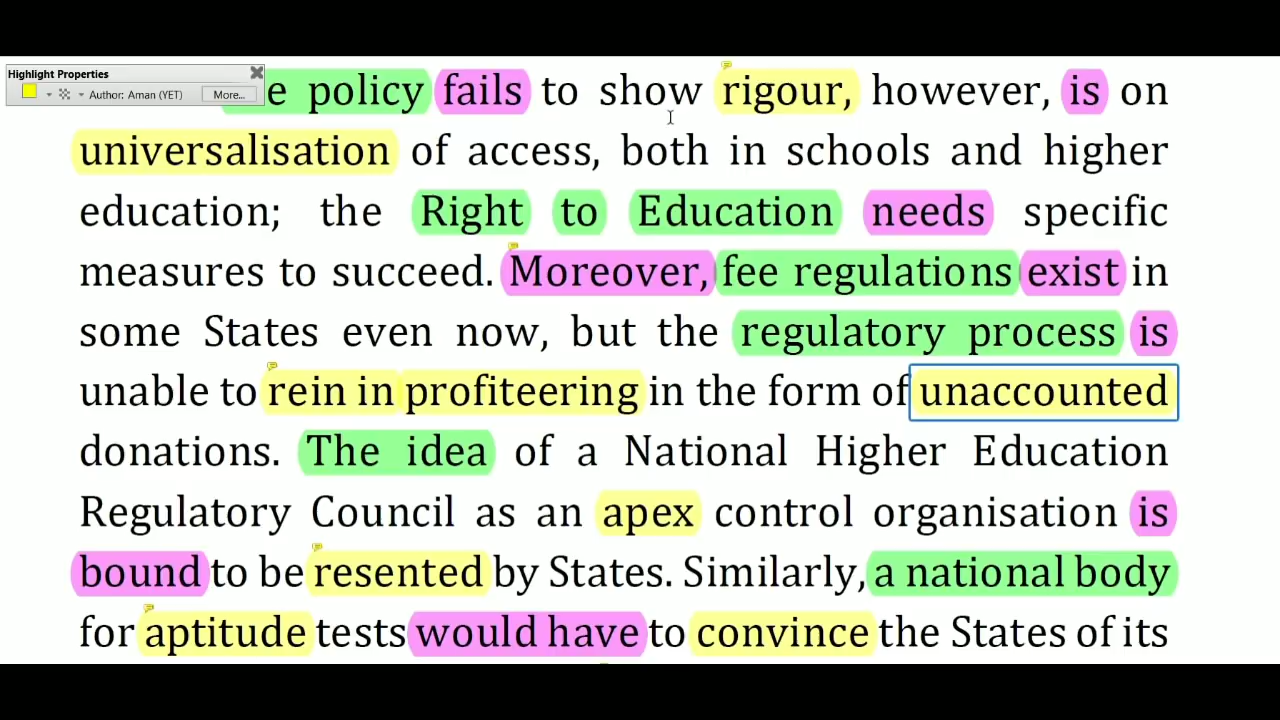 Highlight Properties
Author: Aman (YET) More...
e policy fails to show rigour, however, is on
universalisation of access, both in schools and higher
education; the Right to Education needs specific
measures to succeed. Moreover, fee regulations exist in
some States even now, but the regulatory process is
unable to rein in profiteering in the form of unaccounted
donations. The idea of a National Higher Education
Regulatory Council as an apex control organisation is
bound to be resented by States. Similarly, a national body
for aptitude tests would have to convince the States of its